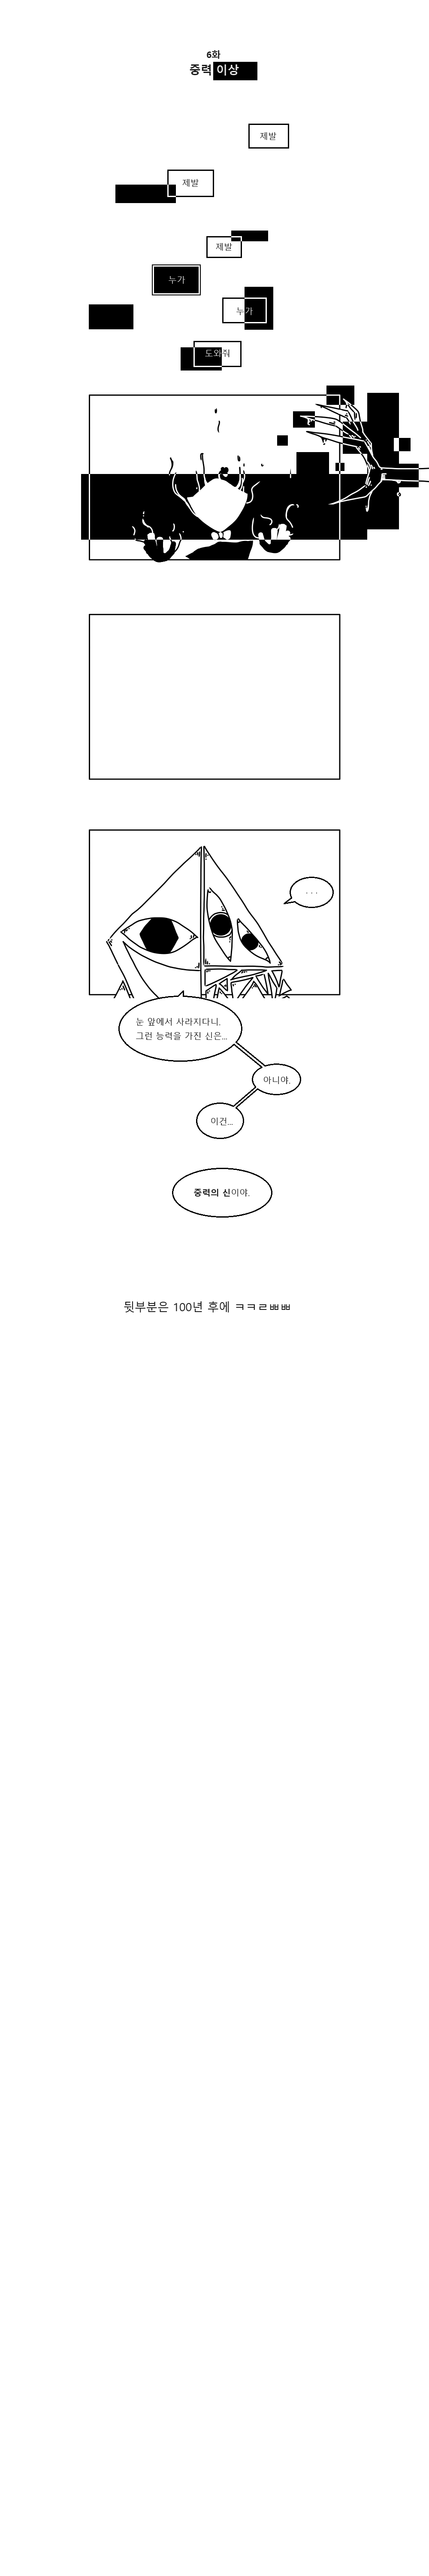 6화
중력 이상
제발
제발
제발
누가
누가
도와줘
. . .
눈 앞에서 사라지다니.
그런 능력을 가진 신은...
아니야.
이건...
중력의 신이야.
뒷부분은 100년 후에 ㅋㅋㄹㅃㅃ